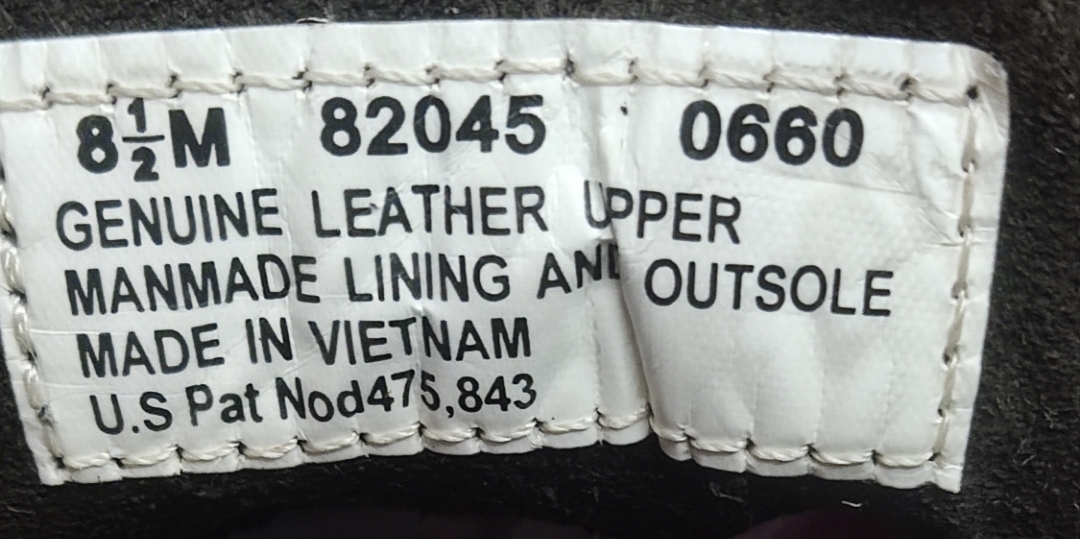 8½M 82045 0660
GENUINE LEATHER UPPER
MANMADE LINING AND OUTSOLE
MADE IN VIETNAM
U.S Pat Nod475,843